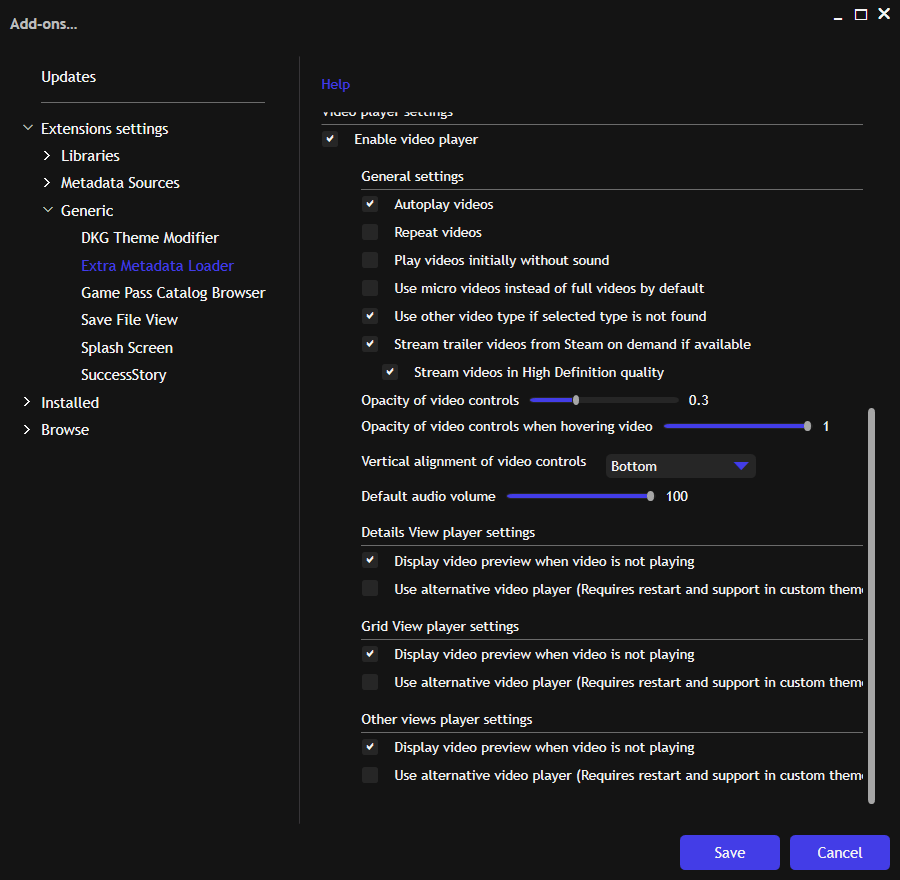 Add-ons...
Updates
Extensions settings
Libraries
Metadata Sources
Generic
DKG Theme Modifier
Extra Metadata Loader
Game Pass Catalog Browser
Save File View
Splash Screen
SuccessStory
Installed
Browse
Help
Video player settings
Enable video player
General settings
Autoplay videos
Repeat videos
Play videos initially without sound
Use micro videos instead of full videos by default
Use other video type if selected type is not found
Stream trailer videos from Steam on demand if available
Stream videos in High Definition quality
Opacity of video controls 0.3
Opacity of video controls when hovering video 1
Vertical alignment of video controls Bottom
Default audio volume 100
Details View player settings
Display video preview when video is not playing
Use alternative video player (Requires restart and support in custom them
Grid View player settings
Display video preview when video is not playing
Use alternative video player (Requires restart and support in custom them
Other views player settings
Display video preview when video is not playing
Use alternative video player (Requires restart and support in custom them
Save Cancel